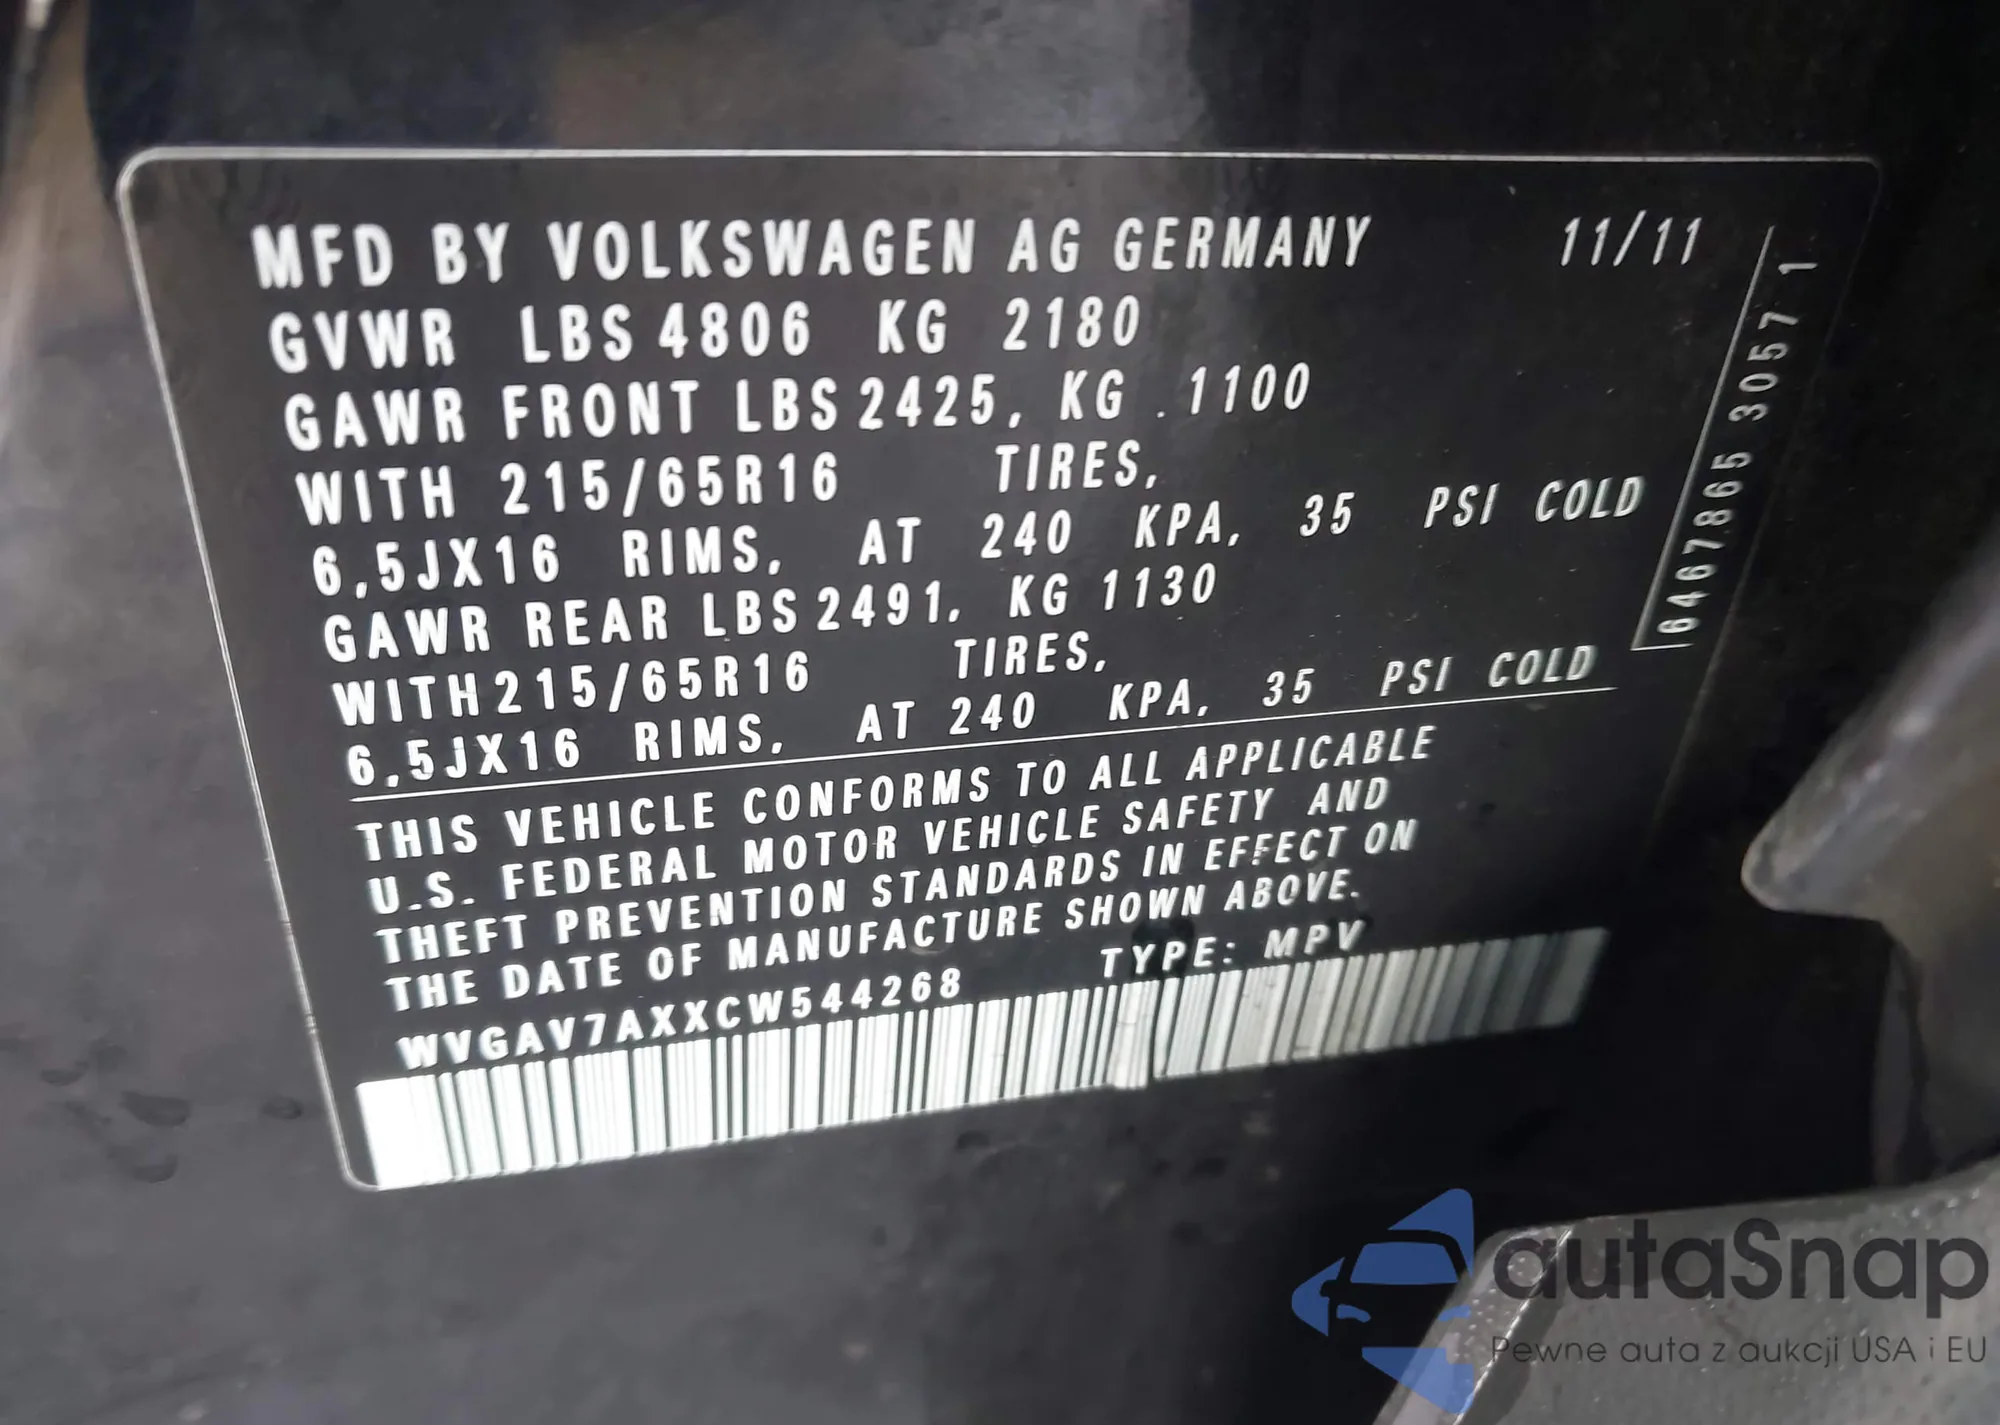 MFD BY VOLKSWAGEN AG GERMANY 11/11
GVWR LBS 4806 KG 2180
GAWR FRONT LBS 2425, KG .1100
WITH 215/65R16 TIRES,
6,5JX16 RIMS, AT 240 KPA, 35 PSI COLD
GAWR REAR LBS 2491, KG 1130
WITH 215/65R16 TIRES,
6,5JX16 RIMS, AT 240 KPA, 35 PSI COLD
THIS VEHICLE CONFORMS TO ALL APPLICABLE
U.S. FEDERAL MOTOR VEHICLE SAFETY AND
THEFT PREVENTION STANDARDS IN EFFECT ON
THE DATE OF MANUFACTURE SHOWN ABOVE.
WVGAV7AXXCW544268 TYPE: MPV
6467865 3057 1
autaSnap
Pewne auta z aukcji USA i EU